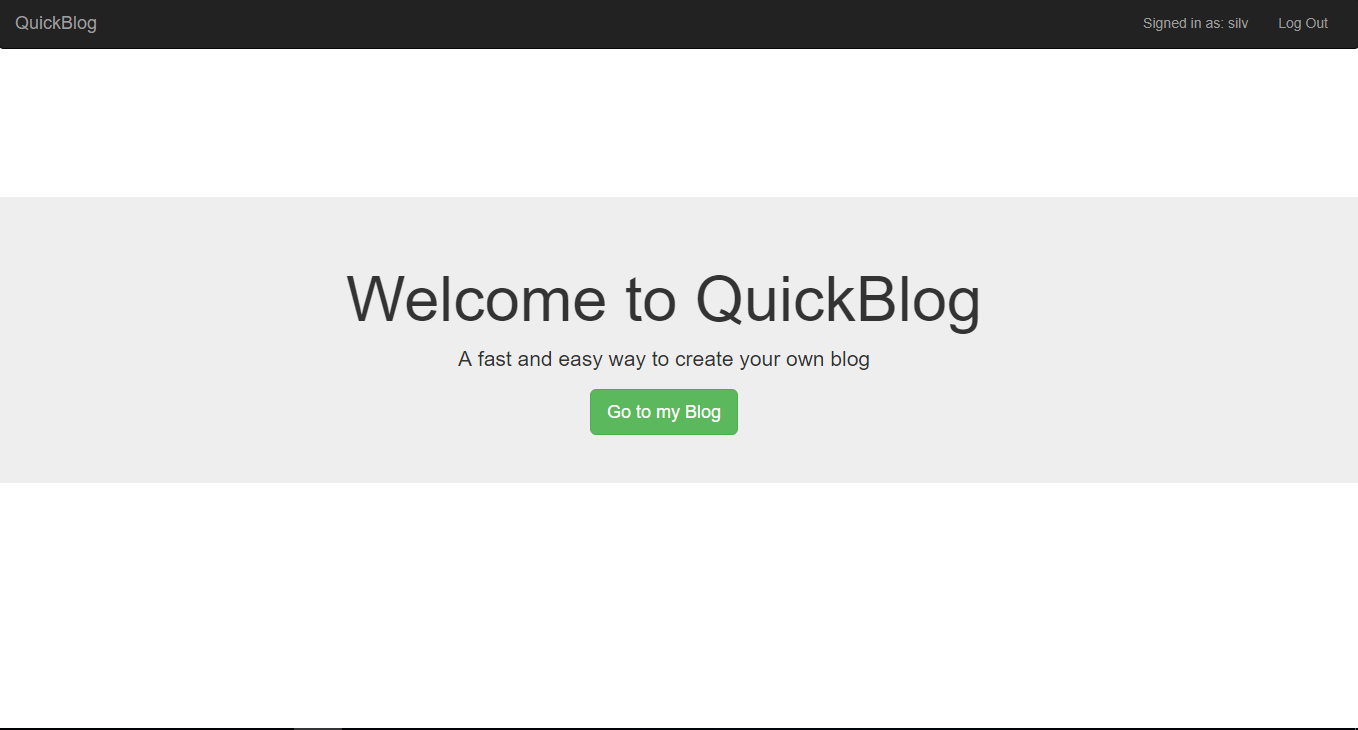 QuickBlog
Signed in as: silv
Log Out
Welcome to QuickBlog
A fast and easy way to create your own blog
Go to my Blog